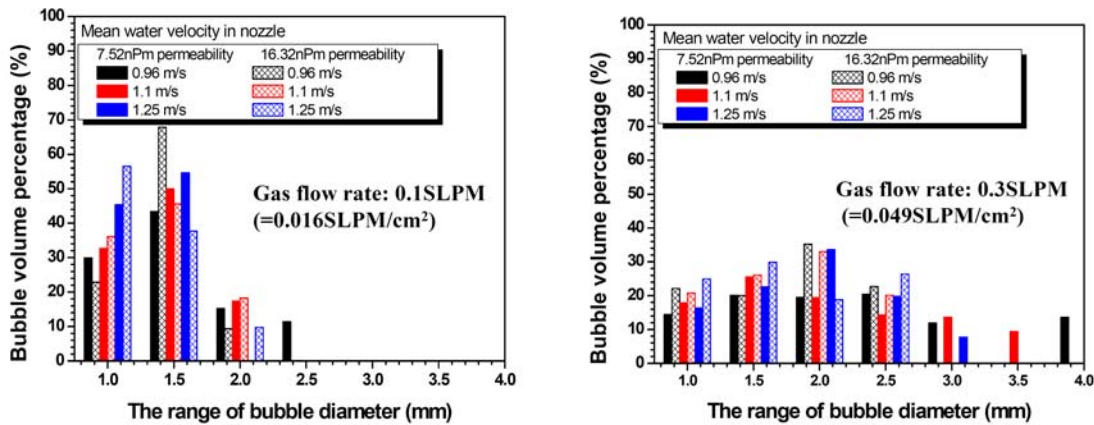 Mean water velocity in nozzle
7.52nPm permeability 16.32nPm permeability
0.96 m/s 0.96 m/s
1.1 m/s 1.1 m/s
1.25 m/s 1.25 m/s
Gas flow rate: 0.1SLPM
(=0.016SLPM/cm²)
Bubble volume percentage (%)
100
90
80
70
60
50
40
30
20
10
0
1.0 1.5 2.0 2.5 3.0 3.5 4.0
The range of bubble diameter (mm)
Mean water velocity in nozzle
7.52nPm permeability 16.32nPm permeability
0.96 m/s 0.96 m/s
1.1 m/s 1.1 m/s
1.25 m/s 1.25 m/s
Gas flow rate: 0.3SLPM
(=0.049SLPM/cm²)
Bubble volume percentage (%)
100
90
80
70
60
50
40
30
20
10
0
1.0 1.5 2.0 2.5 3.0 3.5 4.0
The range of bubble diameter (mm)